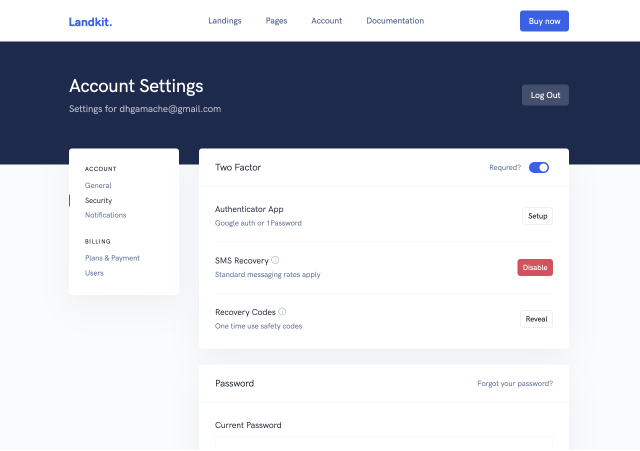 Landkit.
Landings
Pages
Account
Documentation
Buy now
Account Settings
Settings for dhgamache@gmail.com
Log Out
ACCOUNT
General
Security
Notifications
BILLING
Plans & Payment
Users
Two Factor
Requred?
Authenticator App
Google auth or 1Password
Setup
SMS Recovery
Standard messaging rates apply
Disable
Recovery Codes
One time use safety codes
Reveal
Password
Forgot your password?
Current Password